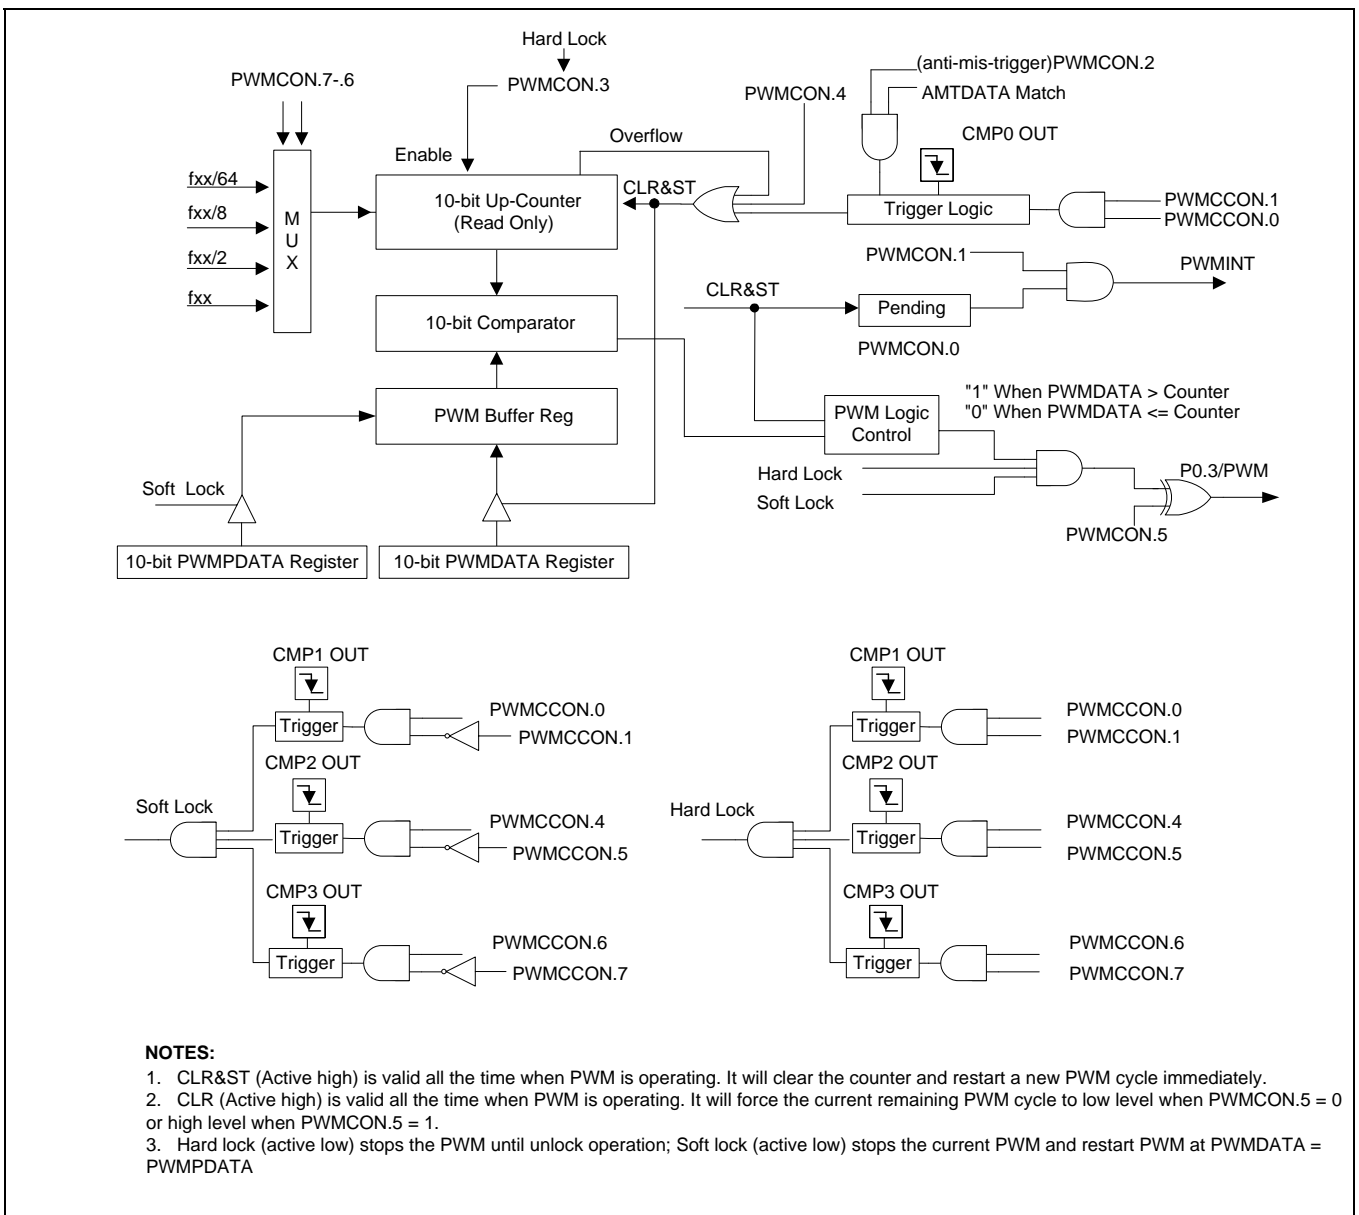 Hard Lock
PWMCON.7-.6
PWMCON.3
(anti-mis-trigger)PWMCON.2
AMTDATA Match
PWMCON.4
CMP0 OUT
Enable
Overflow
fxx/64
fxx/8
fxx/2
fxx
M
U
X
10-bit Up-Counter
(Read Only)
CLR&ST
Trigger Logic
PWMCCON.1
PWMCCON.0
PWMCON.1
PWMINT
CLR&ST
Pending
PWMCON.0
10-bit Comparator
PWM Buffer Reg
"1" When PWMDATA > Counter
"0" When PWMDATA <= Counter
PWM Logic
Control
Hard Lock
Soft Lock
P0.3/PWM
PWMCON.5
Soft Lock
10-bit PWMPDATA Register
10-bit PWMDATA Register
CMP1 OUT
Trigger
PWMCCON.0
PWMCCON.1
CMP2 OUT
Soft Lock
Trigger
PWMCCON.4
PWMCCON.5
CMP3 OUT
Trigger
PWMCCON.6
PWMCCON.7
CMP1 OUT
Trigger
PWMCCON.0
PWMCCON.1
CMP2 OUT
Hard Lock
Trigger
PWMCCON.4
PWMCCON.5
CMP3 OUT
Trigger
PWMCCON.6
PWMCCON.7
NOTES:
1. CLR&ST (Active high) is valid all the time when PWM is operating. It will clear the counter and restart a new PWM cycle immediately.
2. CLR (Active high) is valid all the time when PWM is operating. It will force the current remaining PWM cycle to low level when PWMCON.5 = 0
or high level when PWMCON.5 = 1.
3. Hard lock (active low) stops the PWM until unlock operation; Soft lock (active low) stops the current PWM and restart PWM at PWMDATA =
PWMPDATA